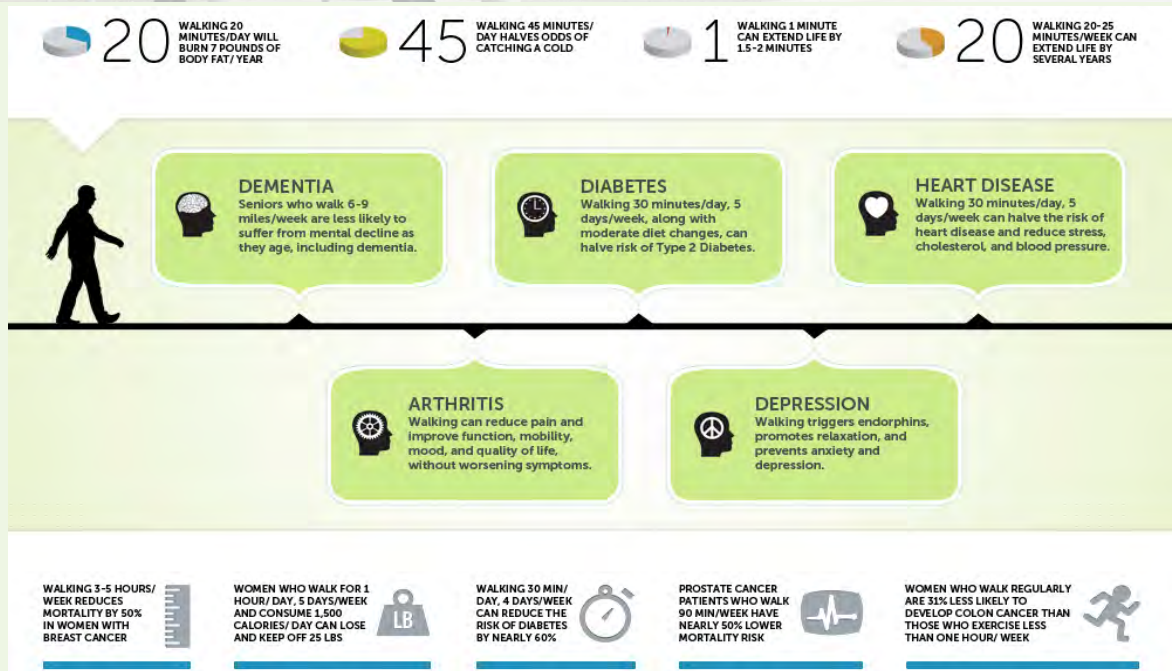 20
WALKING 20
MINUTES/DAY WILL
BURN 7 POUNDS OF
BODY FAT/ YEAR
45
WALKING 45 MINUTES/
DAY HALVES ODDS OF
CATCHING A COLD
1
WALKING 1 MINUTE
CAN EXTEND LIFE BY
1.5-2 MINUTES
20
WALKING 20-25
MINUTES/WEEK CAN
EXTEND LIFE BY
SEVERAL YEARS
DEMENTIA
Seniors who walk 6-9
miles/week are less likely to
suffer from mental decline as
they age, including dementia.
DIABETES
Walking 30 minutes/day, 5
days/week, along with
moderate diet changes, can
halve risk of Type 2 Diabetes.
HEART DISEASE
Walking 30 minutes/day, 5
days/week can halve the risk of
heart disease and reduce stress,
cholesterol, and blood pressure.
ARTHRITIS
Walking can reduce pain and
improve function, mobility,
mood, and quality of life,
without worsening symptoms.
DEPRESSION
Walking triggers endorphins,
promotes relaxation, and
prevents anxiety and
depression.
WALKING 3-5 HOURS/
WEEK REDUCES
MORTALITY BY 50%
IN WOMEN WITH
BREAST CANCER
WOMEN WHO WALK FOR 1
HOUR/ DAY, 5 DAYS/WEEK
AND CONSUME 1,500
CALORIES/ DAY CAN LOSE
AND KEEP OFF 25 LBS
LB
WALKING 30 MIN/
DAY, 4 DAYS/WEEK
CAN REDUCE THE
RISK OF DIABETES
BY NEARLY 60%
PROSTATE CANCER
PATIENTS WHO WALK
90 MIN/WEEK HAVE
NEARLY 50% LOWER
MORTALITY RISK
WOMEN WHO WALK REGULARLY
ARE 31% LESS LIKELY TO
DEVELOP COLON CANCER THAN
THOSE WHO EXERCISE LESS
THAN ONE HOUR/ WEEK